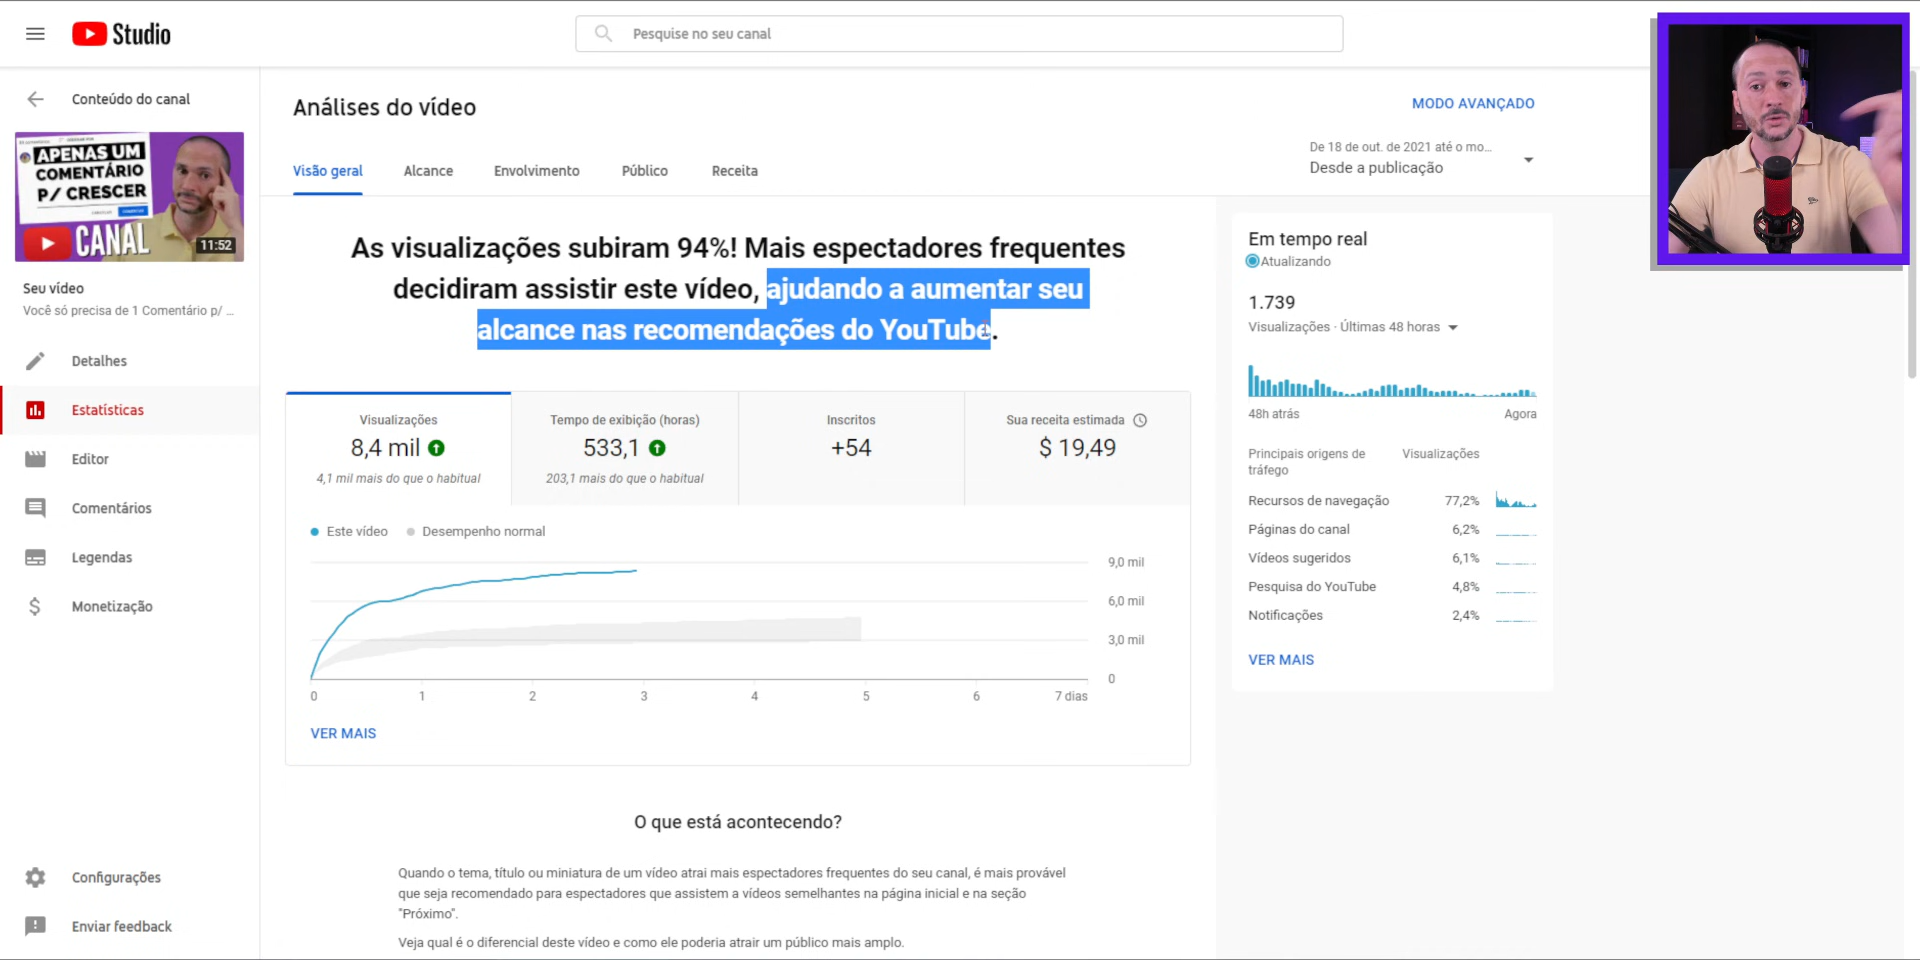 Studio
Pesquise no seu canal
Conteúdo do canal
APENAS UM
COMENTÁRIO
P/ CRESCER
CANAL
11:52
Seu vídeo
Você só precisa de 1 Comentário p/ ...
Detalhes
Estatísticas
Editor
Comentários
Legendas
Monetização
Configurações
Enviar feedback
Análises do vídeo
MODO AVANÇADO
De 18 de out. de 2021 até o mo...
Desde a publicação
Visão geral
Alcance
Envolvimento
Público
Receita
As visualizações subiram 94%! Mais espectadores frequentes
decidiram assistir este vídeo, ajudando a aumentar seu
alcance nas recomendações do YouTube.
Visualizações
8,4 mil
4,1 mil mais do que o habitual
Tempo de exibição (horas)
533,1
203,1 mais do que o habitual
Inscritos
+54
Sua receita estimada
$ 19,49
Este vídeo
Desempenho normal
9,0 mil
6,0 mil
3,0 mil
0
0 1 2 3 4 5 6 7 dias
VER MAIS
O que está acontecendo?
Quando o tema, título ou miniatura de um vídeo atrai mais espectadores frequentes do seu canal, é mais provável
que seja recomendado para espectadores que assistem a vídeos semelhantes na página inicial e na seção
"Próximo".
Veja qual é o diferencial deste vídeo e como ele poderia atrair um público mais amplo.
Em tempo real
Atualizando
1.739
Visualizações · Últimas 48 horas
48h atrás
Agora
Principais origens de
tráfego
Visualizações
Recursos de navegação 77,2%
Páginas do canal 6,2%
Vídeos sugeridos 6,1%
Pesquisa do YouTube 4,8%
Notificações 2,4%
VER MAIS